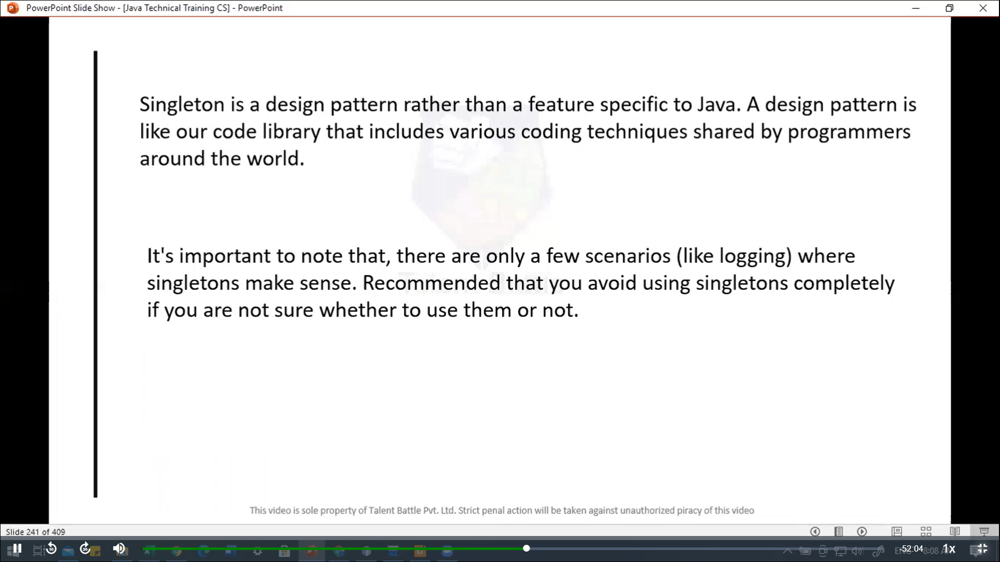 PowerPoint Slide Show - [Java Technical Training CS] - PowerPoint
Singleton is a design pattern rather than a feature specific to Java. A design pattern is
like our code library that includes various coding techniques shared by programmers
around the world.
It's important to note that, there are only a few scenarios (like logging) where
singletons make sense. Recommended that you avoid using singletons completely
if you are not sure whether to use them or not.
This video is sole property of Talent Battle Pvt. Ltd. Strict penal action will be taken against unauthorized piracy of this video
Slide 241 of 409
10
30
-52:04
1x